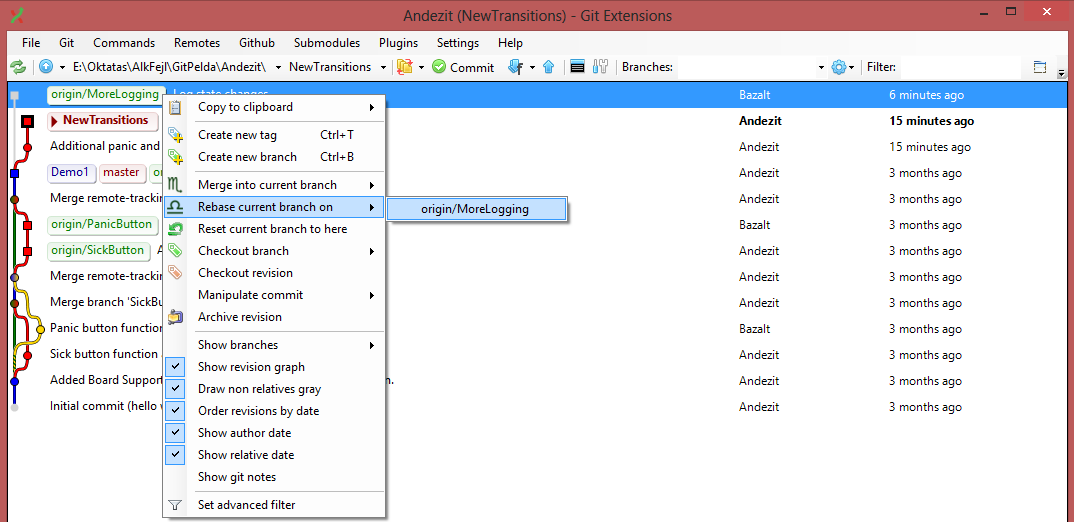 Andezit (NewTransitions) - Git Extensions
File Git Commands Remotes Github Submodules Plugins Settings Help
E:\Oktatas\AlkFejl\GitPelda\Andezit\ NewTransitions Commit Branches: Filter:
origin/MoreLogging Log state changes Bazalt 6 minutes ago
NewTransitions Andezit 15 minutes ago
Additional panic and Andezit 15 minutes ago
Demo1 master Andezit 3 months ago
Merge remote-trackin Andezit 3 months ago
origin/PanicButton Bazalt 3 months ago
origin/SickButton Andezit 3 months ago
Merge remote-trackin Andezit 3 months ago
Merge branch 'SickBu Andezit 3 months ago
Panic button function Bazalt 3 months ago
Sick button function Andezit 3 months ago
Added Board Support Andezit 3 months ago
Initial commit (hello Andezit 3 months ago
Copy to clipboard
Create new tag Ctrl+T
Create new branch Ctrl+B
Merge into current branch
Rebase current branch on
origin/MoreLogging
Reset current branch to here
Checkout branch
Checkout revision
Manipulate commit
Archive revision
Show branches
Show revision graph
Draw non relatives gray
Order revisions by date
Show author date
Show relative date
Show git notes
Set advanced filter